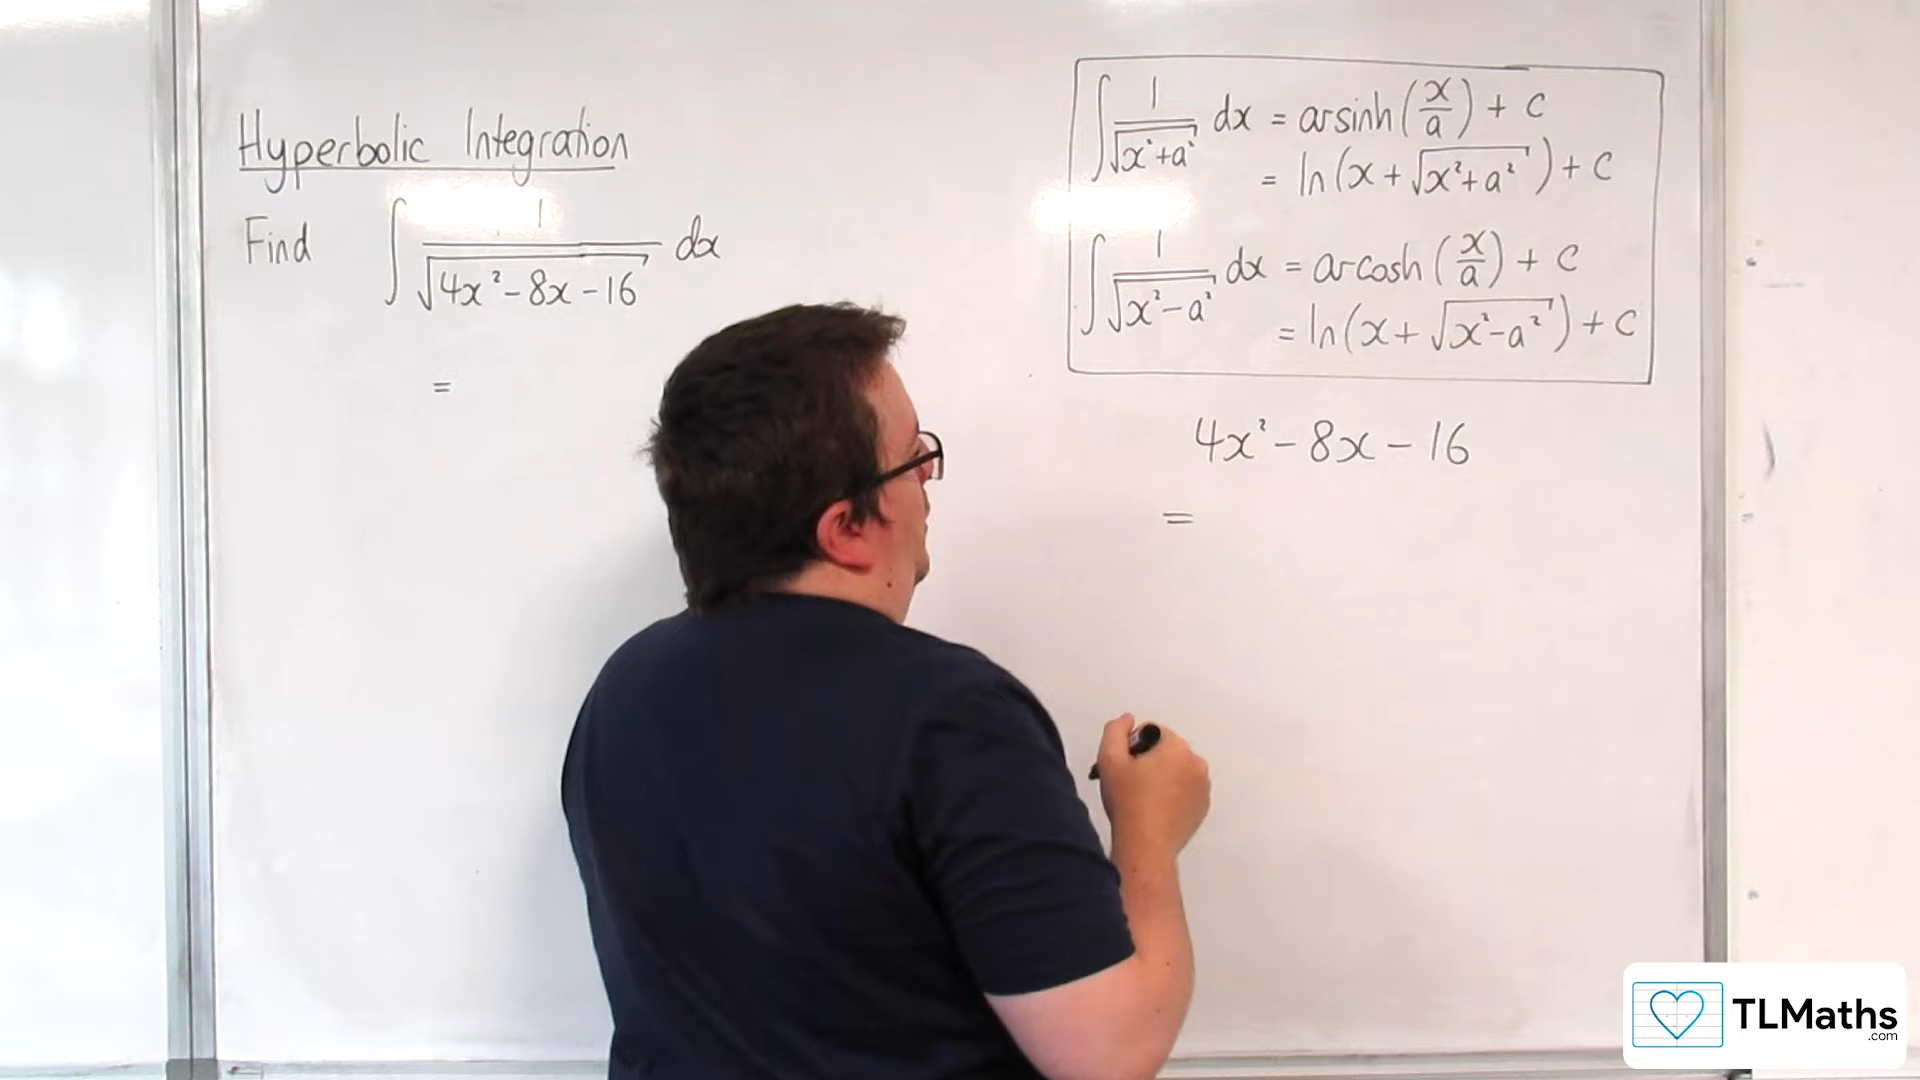 Hyperbolic Integration
Find ∫ 1/√(4x² - 8x - 16) dx
=
∫ 1/√(x² + a²) dx = arsinh(x/a) + c
= ln(x + √(x² + a²)) + c
∫ 1/√(x² - a²) dx = arcosh(x/a) + c
= ln(x + √(x² - a²)) + c
4x² - 8x - 16
=
TLMaths
.com